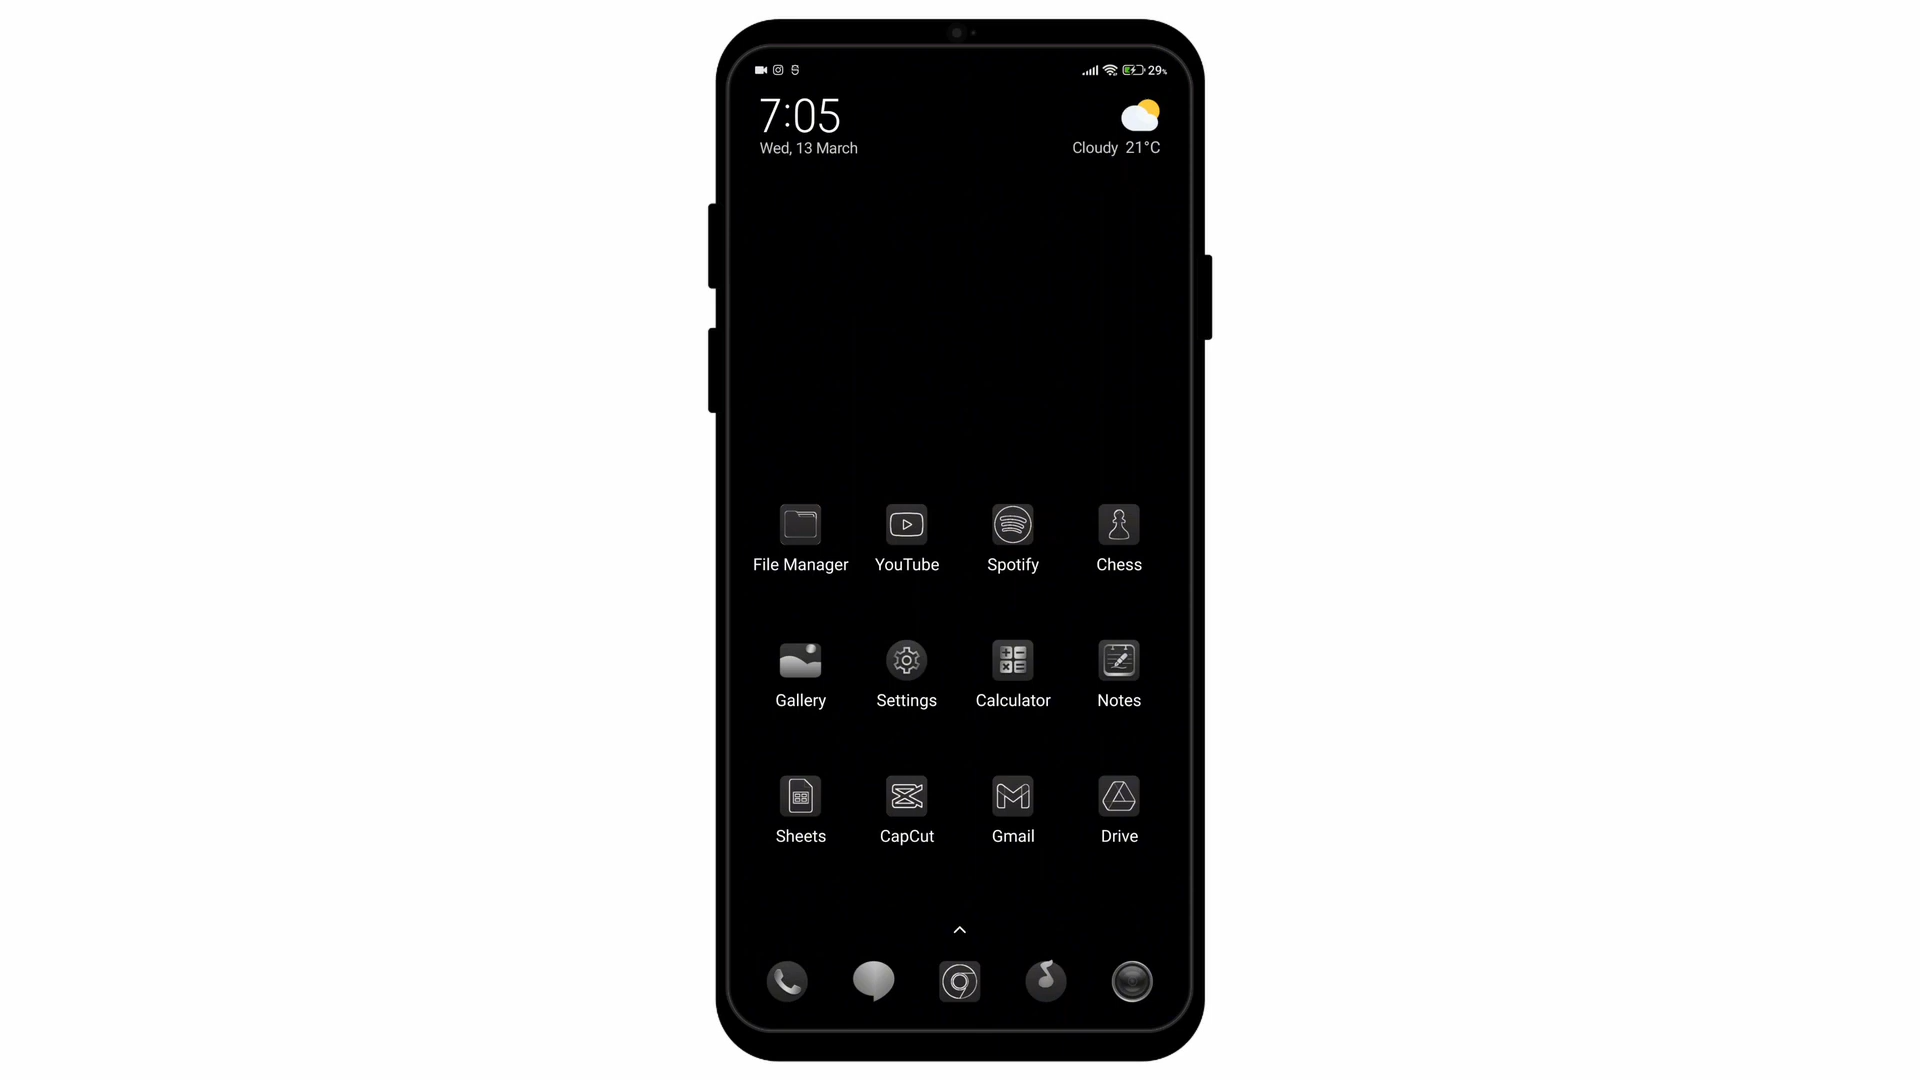 29%
7:05
Wed, 13 March
Cloudy 21°C
File Manager
YouTube
Spotify
Chess
Gallery
Settings
Calculator
Notes
Sheets
CapCut
Gmail
Drive